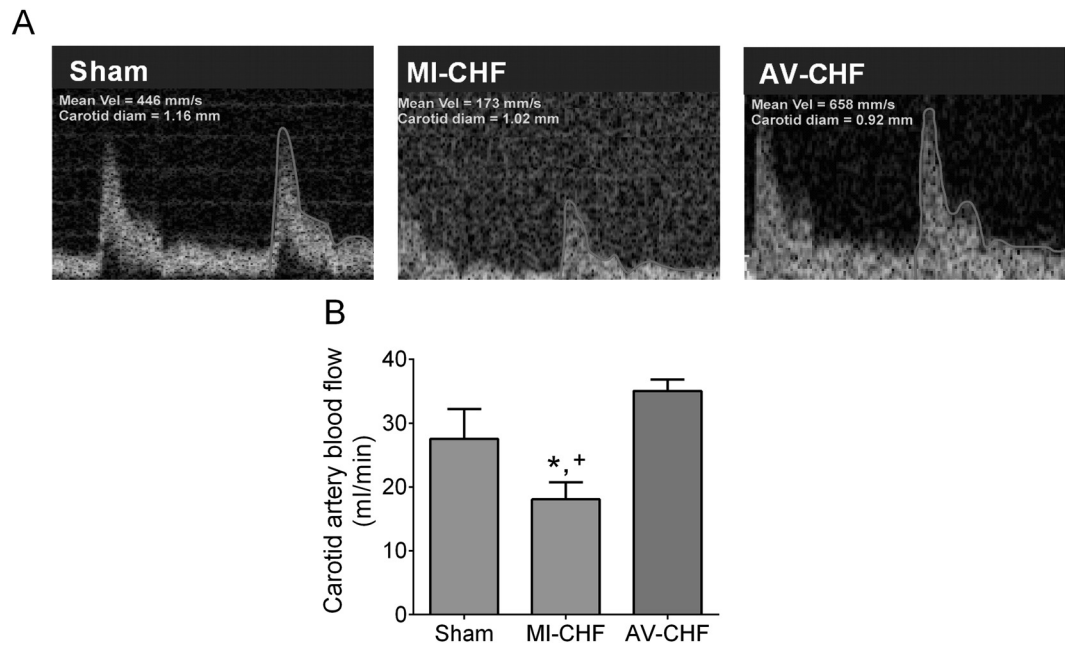 A
Sham
Mean Vel = 446 mm/s
Carotid diam = 1.16 mm
MI-CHF
Mean Vel = 173 mm/s
Carotid diam = 1.02 mm
AV-CHF
Mean Vel = 658 mm/s
Carotid diam = 0.92 mm
B
Carotid artery blood flow
(ml/min)
40
30
20
10
0
*,+
Sham MI-CHF AV-CHF